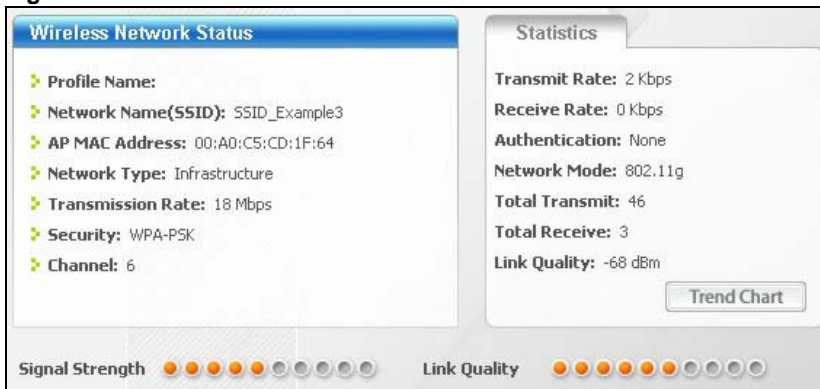 Wireless Network Status
Profile Name:
Network Name(SSID): SSID_Example3
AP MAC Address: 00:A0:C5:CD:1F:64
Network Type: Infrastructure
Transmission Rate: 18 Mbps
Security: WPA-PSK
Channel: 6
Statistics
Transmit Rate: 2 Kbps
Receive Rate: 0 Kbps
Authentication: None
Network Mode: 802.11g
Total Transmit: 46
Total Receive: 3
Link Quality: -68 dBm
Trend Chart
Signal Strength
Link Quality